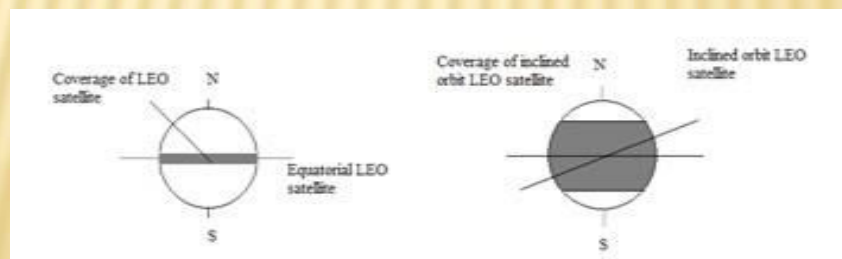 Coverage of LEO
satellite
N
Equatorial LEO
satellite
S
Coverage of inclined
orbit LEO satellite
N
Inclined orbit LEO
satellite
S